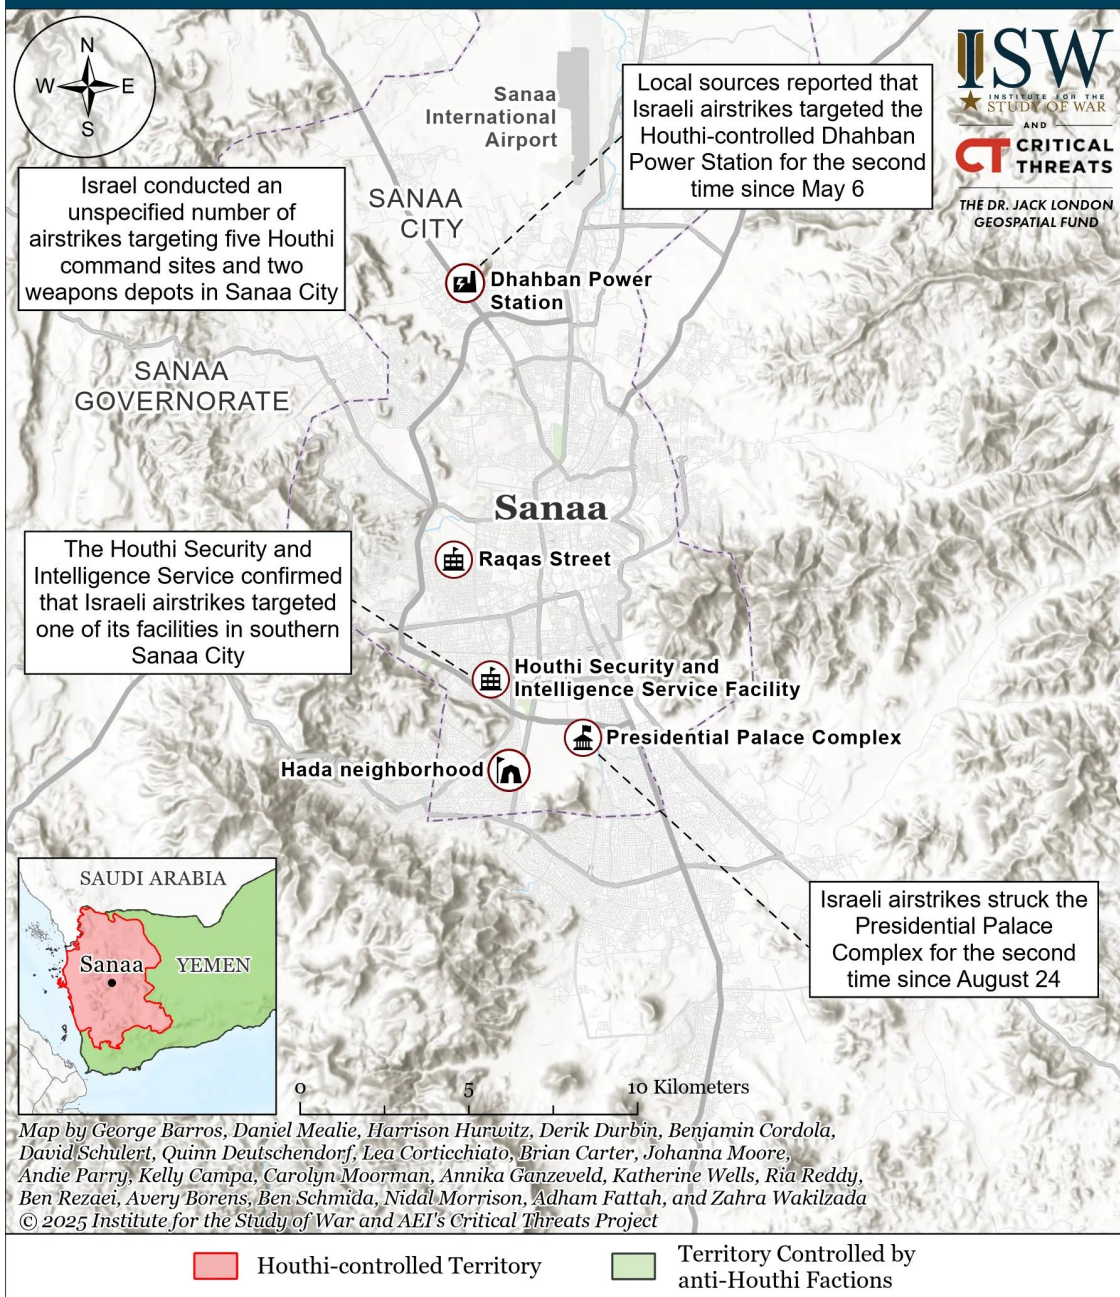 N
W
E
S
Sanaa
International
Airport
Local sources reported that
Israeli airstrikes targeted the
Houthi-controlled Dhahban
Power Station for the second
time since May 6
ISW
INSTITUTE FOR THE
STUDY OF WAR
AND
CT CRITICAL
THREATS
THE DR. JACK LONDON
GEOSPATIAL FUND
Israel conducted an
unspecified number of
airstrikes targeting five Houthi
command sites and two
weapons depots in Sanaa City
SANAA
CITY
Dhahban Power
Station
SANAA
GOVERNORATE
Sanaa
The Houthi Security and
Intelligence Service confirmed
that Israeli airstrikes targeted
one of its facilities in southern
Sanaa City
Raqas Street
Houthi Security and
Intelligence Service Facility
Presidential Palace Complex
Hada neighborhood
Israeli airstrikes struck the
Presidential Palace
Complex for the second
time since August 24
SAUDI ARABIA
Sanaa
YEMEN
0 5 10 Kilometers
Map by George Barros, Daniel Mealie, Harrison Hurwitz, Derik Durbin, Benjamin Cordola,
David Schulert, Quinn Deutschendorf, Lea Corticchiato, Brian Carter, Johanna Moore,
Andie Parry, Kelly Campa, Carolyn Moorman, Annika Ganzeveld, Katherine Wells, Ria Reddy,
Ben Rezaei, Avery Borens, Ben Schmida, Nidal Morrison, Adham Fattah, and Zahra Wakilzada
© 2025 Institute for the Study of War and AEI's Critical Threats Project
Houthi-controlled Territory
Territory Controlled by
anti-Houthi Factions